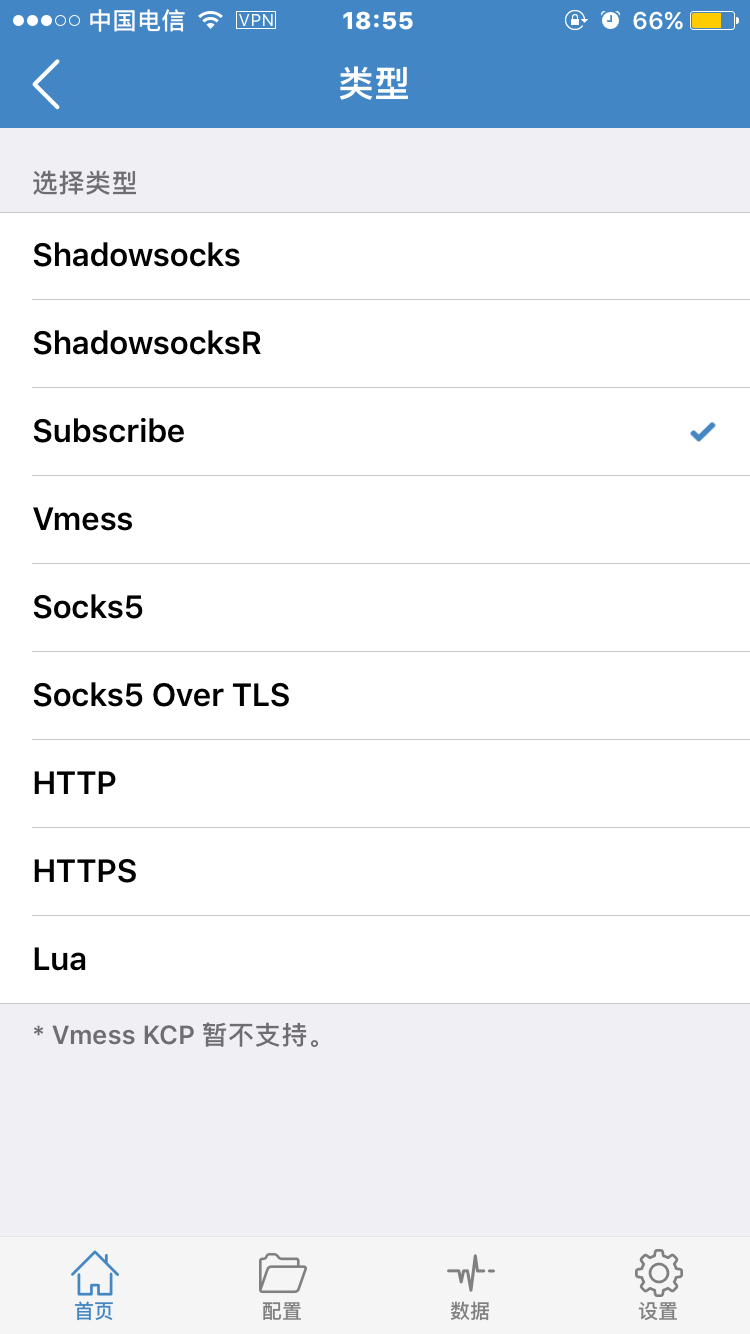 中国电信 VPN 18:55 66%
类型
选择类型
Shadowsocks
ShadowsocksR
Subscribe
Vmess
Socks5
Socks5 Over TLS
HTTP
HTTPS
Lua
* Vmess KCP 暂不支持。
首页 配置 数据 设置